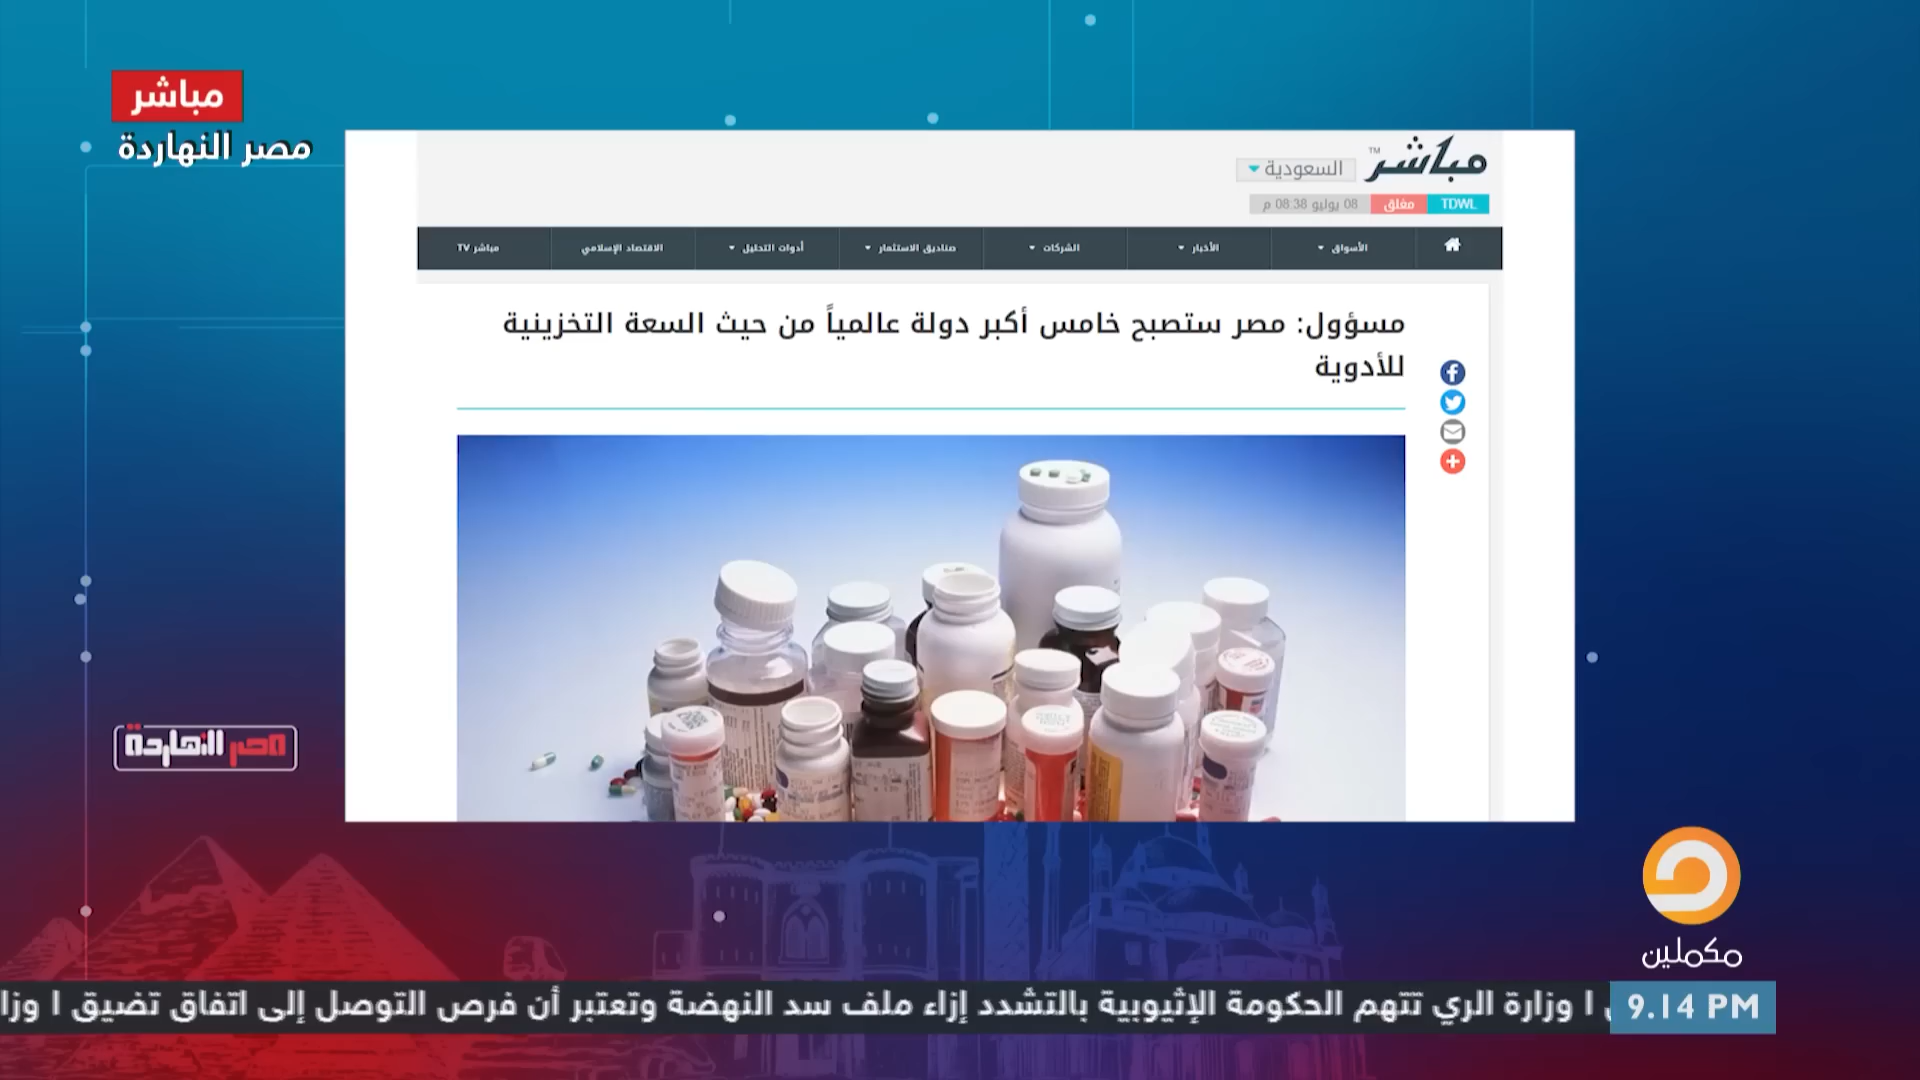 مباشر
مصر النهاردة
مباشر™
السعودية
TDWL مغلق 08 يوليو 08:38 م
الأسواق الأخبار الشركات صناديق الاستثمار أدوات التحليل الاقتصاد الإسلامي مباشر TV
مسؤول: مصر ستصبح خامس أكبر دولة عالمياً من حيث السعة التخزينية
للأدوية
مصر النهاردة
مكملين
ا وزارة الري تتهم الحكومة الإثيوبية بالتشدد إزاء ملف سد النهضة وتعتبر أن فرص التوصل إلى اتفاق تضيق ا
9.14 PM